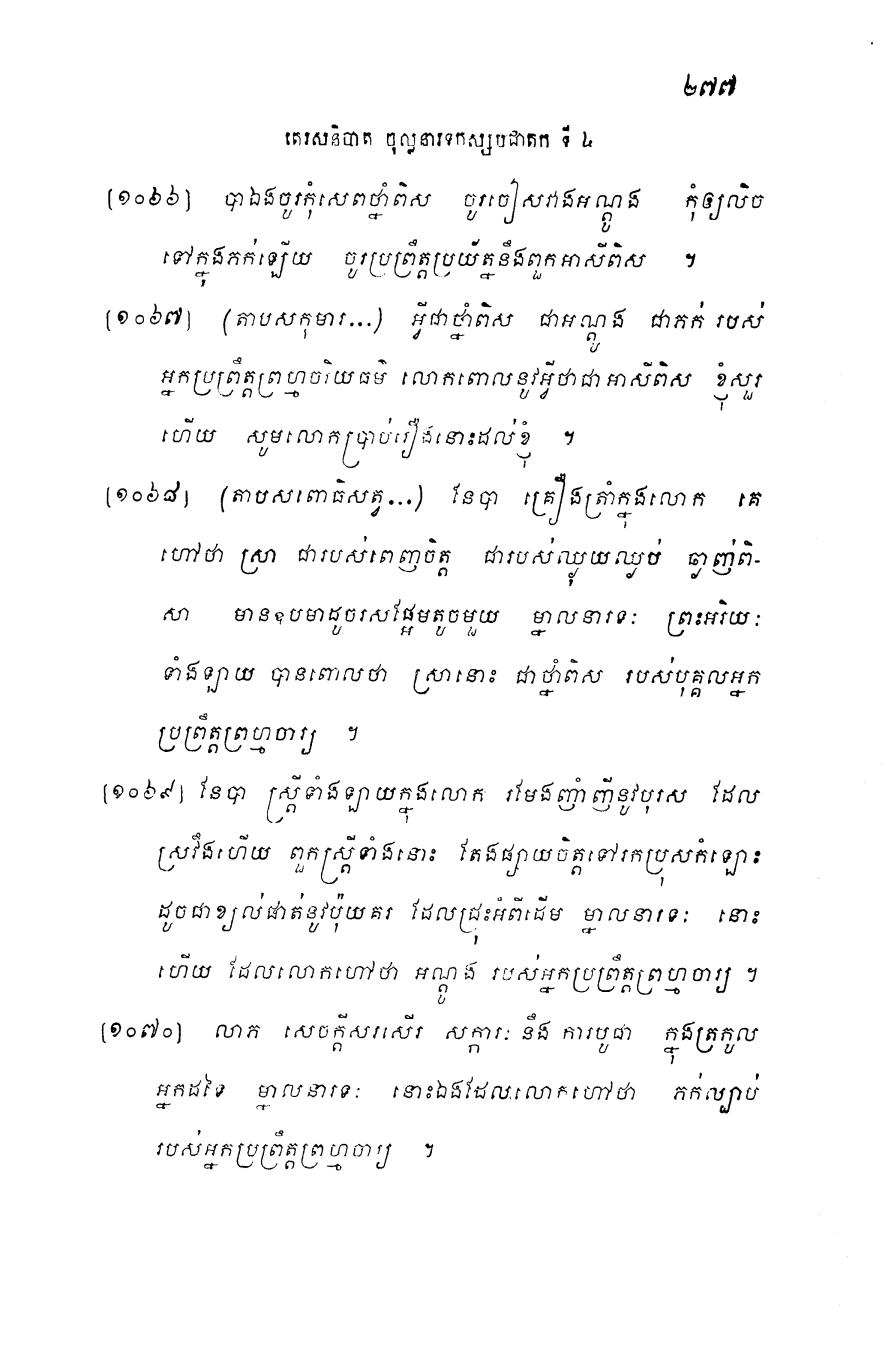 ២៧៧
តេរសនិបាត ចុល្លនារទកស្សបជាតក ទី ៤
[១០៦៦] បាឯងចូរកុំសេពថ្នាំពិស ចូរចៀសវាងអណ្តូង កុំឲ្យលិច
ទៅក្នុងភក់ឡើយ ចូរប្រព្រឹត្តប្រយ័ត្ននឹងពួកអាសីពិស ។
[១០៦៧] (តាបសកុមារ...) អ្វីជាថ្នាំពិស ជាអណ្តូង ជាភក់ របស់
អ្នកប្រព្រឹត្តព្រហ្មចរិយធម៌ លោកពោលនូវអ្វីថាជាអាសីពិស ខ្ញុំសួរ
ហើយ សូមលោកប្រាប់រឿងនោះដល់ខ្ញុំ ។
[១០៦៨] (តាបសពោធិសត្វ...) នែបា គ្រឿងត្រាំក្នុងលោក គេ
ហៅថា ស្រា ជារបស់ពេញចិត្ត ជារបស់ឈ្ងុយឈ្ងប់ ឆ្ងាញ់ពិ-
សា មានឧបមាដូចរសផ្អែមតូចមួយ ម្នាលនារទៈ ព្រះអរិយៈ
ទាំងឡាយ បានពោលថា ស្រានោះ ជាថ្នាំពិស របស់បុគ្គលអ្នក
ប្រព្រឹត្តព្រហ្មចារ្យ ។
[១០៦៩] នែបា ស្ត្រីទាំងឡាយក្នុងលោក រមែងញុាំញីនូវបុរស ដែល
ស្រវឹងហើយ ពួកស្ត្រីទាំងនោះ តែងផ្សាយចិត្តទៅរកប្រុសកំឡោះ
ដូចជាខ្យល់ផាត់នូវប៉ុយគរ ដែលជ្រុះអំពីដើម ម្នាលនារទៈ នោះ
ហើយ ដែលលោកហៅថា អណ្តូង របស់អ្នកប្រព្រឹត្តព្រហ្មចារ្យ ។
[១០៧០] លាភ សេចក្តីសរសើរ សក្ការៈ នឹង ការបូជា ក្នុងត្រកូល
អ្នកដទៃ ម្នាលនារទៈ នោះឯងដែលលោកហៅថា ភក់ល្បាប់
របស់អ្នកប្រព្រឹត្តព្រហ្មចារ្យ ។